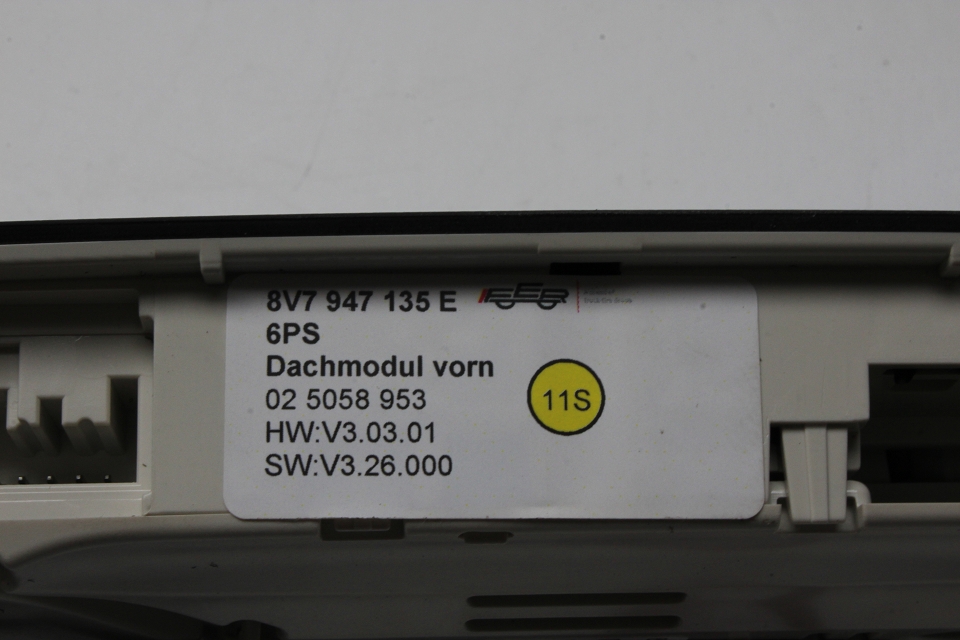 8V7 947 135 E
6PS
Dachmodul vorn
02 5058 953
HW:V3.03.01
SW:V3.26.000
11S